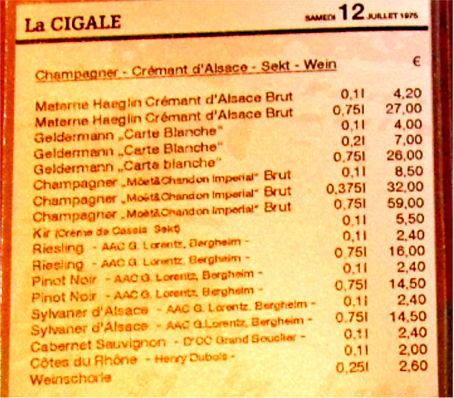 La CIGALE
SAMEDI 12 JUILLET 1975
Champagner - Crémant d'Alsace - Sekt - Wein €
Materne Haeglin Crémant d'Alsace Brut 0,1l 4,20
Materne Haeglin Crémant d'Alsace Brut 0,75l 27,00
Geldermann „Carte Blanche" 0,1l 4,00
Geldermann „Carte Blanche" 0,2l 7,00
Geldermann „Carte blanche" 0,75l 26,00
Champagner „Moët&Chandon Imperial" Brut 0,1l 8,50
Champagner „Moët&Chandon Imperial" Brut 0,375l 32,00
Champagner „Moët&Chandon Imperial" Brut 0,75l 59,00
Kir (Crème de Cassis Sekt) 0,1l 5,50
Riesling - AAC G. Lorentz, Bergheim - 0,1l 2,40
Riesling - AAC G. Lorentz, Bergheim - 0,75l 16,00
Pinot Noir - AAC G. Lorentz, Bergheim - 0,1l 2,40
Pinot Noir - AAC G. Lorentz, Bergheim - 0,75l 14,50
Sylvaner d'Alsace - AAC G. Lorentz, Bergheim - 0,1l 2,40
Sylvaner d'Alsace - AAC G. Lorentz, Bergheim - 0,75l 14,50
Cabernet Sauvignon - D'OC Grand Souclier - 0,1l 2,40
Côtes du Rhône - Henry Dubois - 0,1l 2,00
Weinschorle 0,25l 2,60